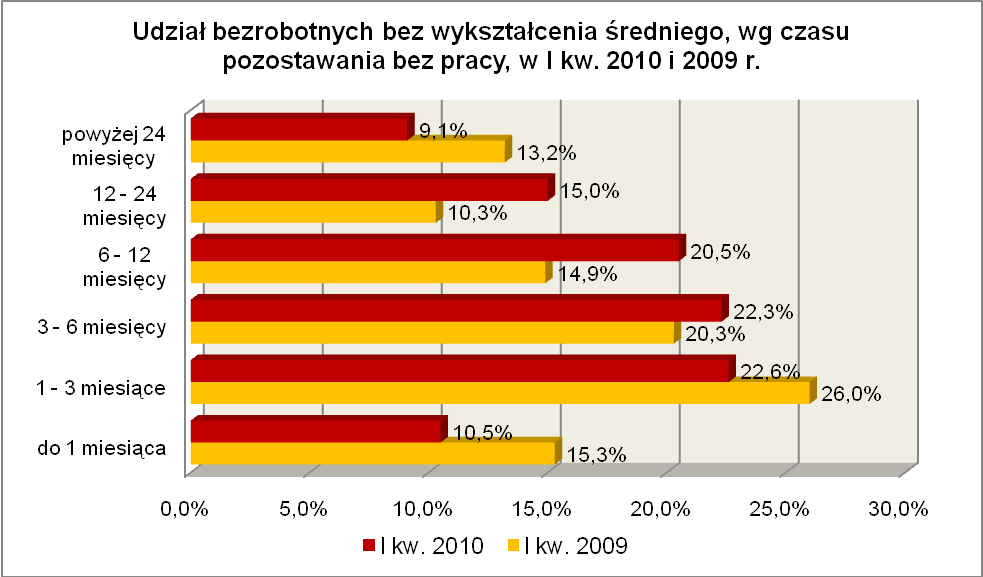 Udział bezrobotnych bez wykształcenia średniego, wg czasu
pozostawania bez pracy, w I kw. 2010 i 2009 r.
powyżej 24
miesięcy
9,1%
13,2%
12 - 24
miesięcy
15,0%
10,3%
6 - 12
miesięcy
20,5%
14,9%
3 - 6 miesięcy
22,3%
20,3%
1 - 3 miesiące
22,6%
26,0%
do 1 miesiąca
10,5%
15,3%
0,0% 5,0% 10,0% 15,0% 20,0% 25,0% 30,0%
I kw. 2010 I kw. 2009